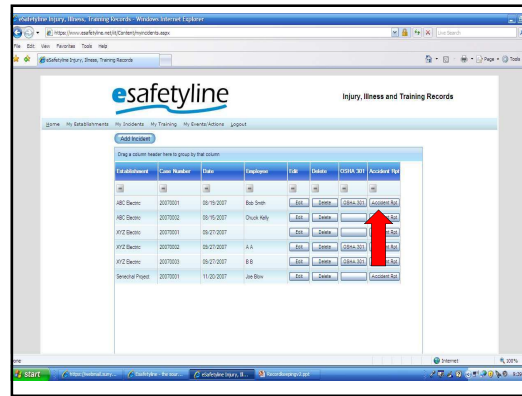 eSafetyline Injury, Illness, Training Records - Windows Internet Explorer
https://www.esafetyline.net/id/Content/myincidents.aspx
Live Search
File Edit View Favorites Tools Help
eSafetyline Injury, Illness, Training Records
Page Tools
esafetyline
Injury, Illness and Training Records
Home My Establishments My Incidents My Training My Events/Actions Logout
Add Incident
Drag a column header here to group by that column
Establishment Case Number Date Employee Edit Delete OSHA 301 Accident Rpt
ABC Electric 20070001 08/19/2007 Bob Smith Edit Delete OSHA 301 Accident Rpt
ABC Electric 20070002 08/15/2007 Chuck Kelly Edit Delete Rpt
XYZ Electric 20070001 09/27/2007 Edit Delete OSHA 301 Rpt
XYZ Electric 20070002 09/27/2007 A A Edit Delete OSHA 301 Rpt
XYZ Electric 20070003 09/27/2007 B B Edit Delete OSHA 301 Rpt
Senechal Project 20070001 11/20/2007 Joe Blow Edit Delete Accident Rpt
Internet 100%
start
eSafetyline Injury, Il...